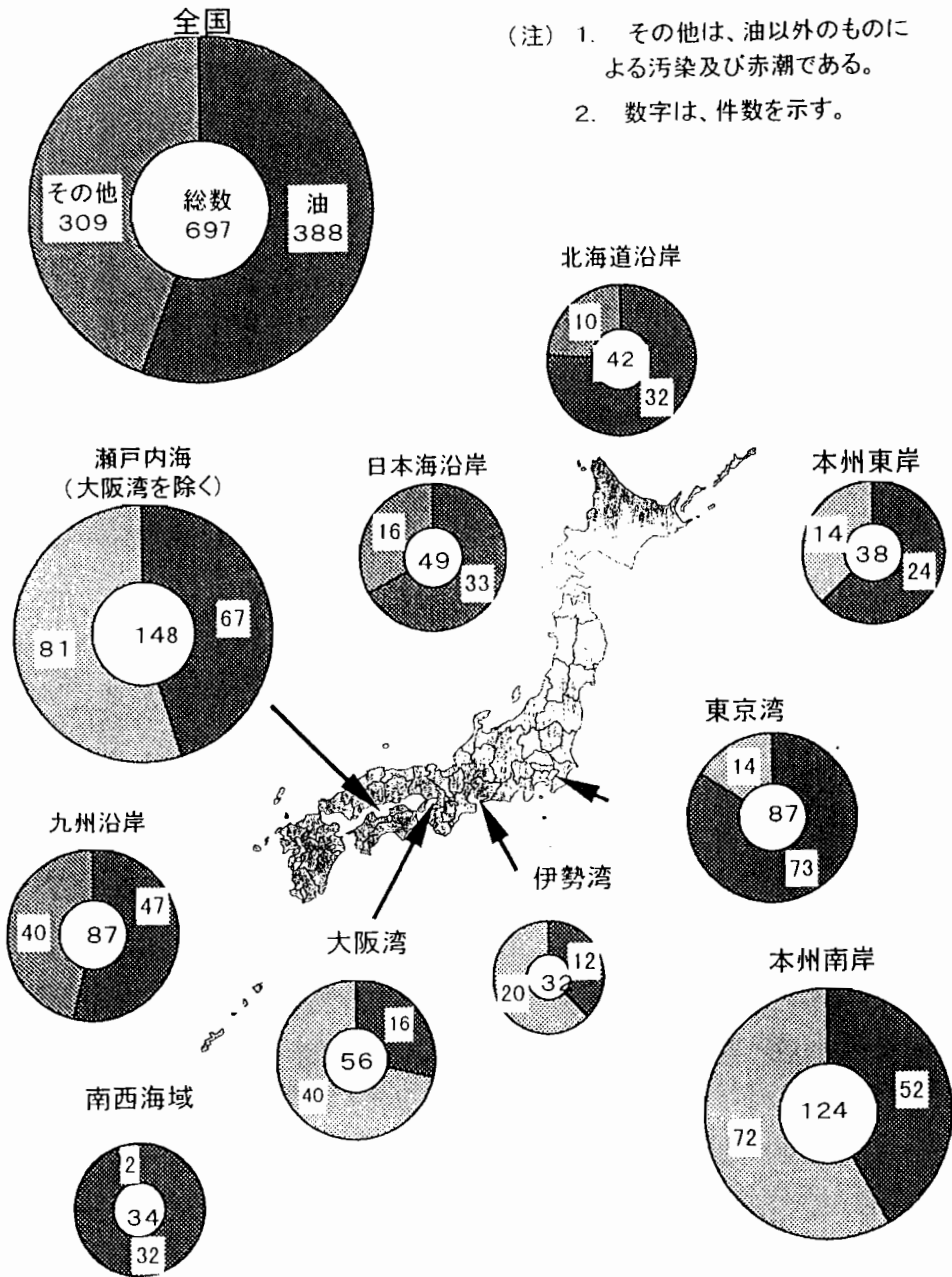 全国
(注) 1. その他は、油以外のものに
よる汚染及び赤潮である。
2. 数字は、件数を示す。
その他
309
総数
697
油
388
北海道沿岸
10
42
32
瀬戸内海
(大阪湾を除く)
81
148
67
日本海沿岸
16
49
33
本州東岸
14
38
24
東京湾
14
87
73
九州沿岸
40
87
47
大阪湾
16
56
40
伊勢湾
12
32
20
本州南岸
52
124
72
南西海域
2
34
32